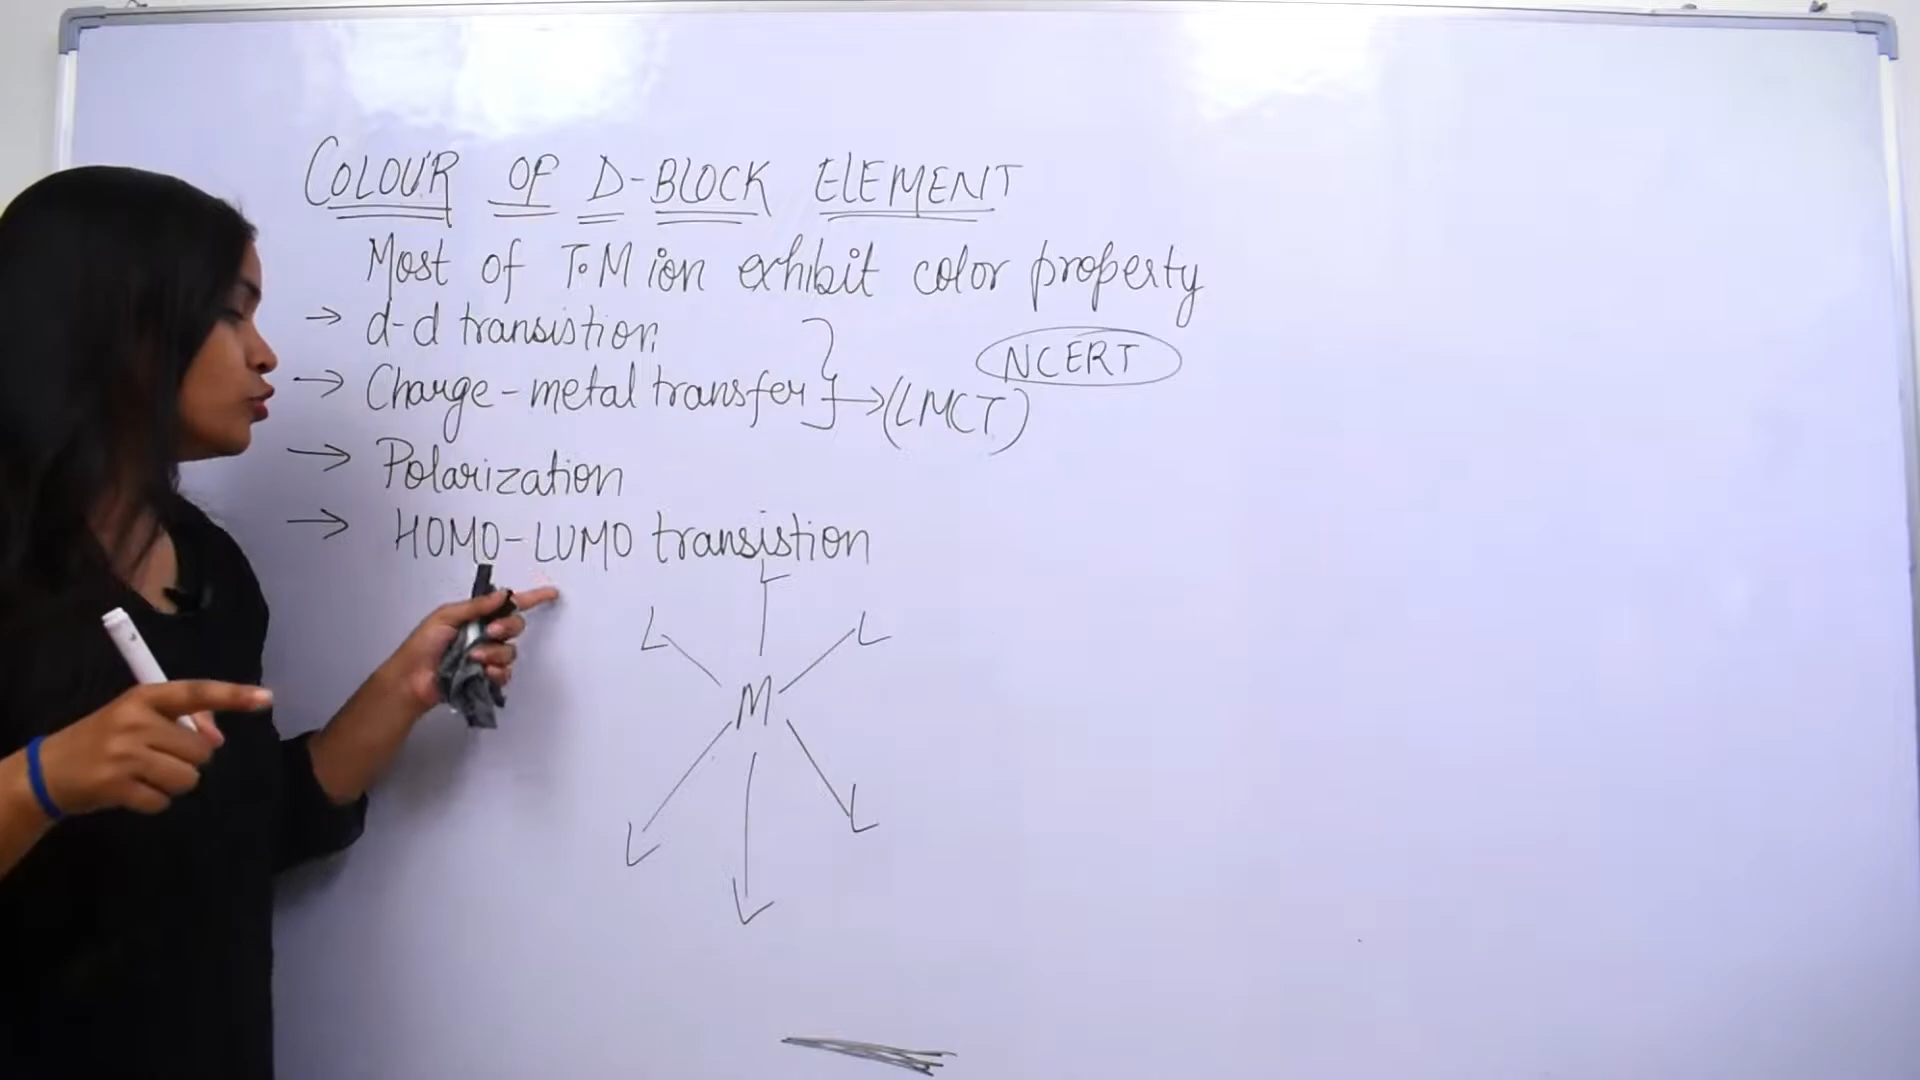 COLOUR OF D-BLOCK ELEMENT
Most of T.M ion exhibit color property
→ d-d transistion
NCERT
→ Charge-metal transfer } → (LMCT)
→ Polarization
→ HOMO-LUMO transistion
L
L L
M
L L
L